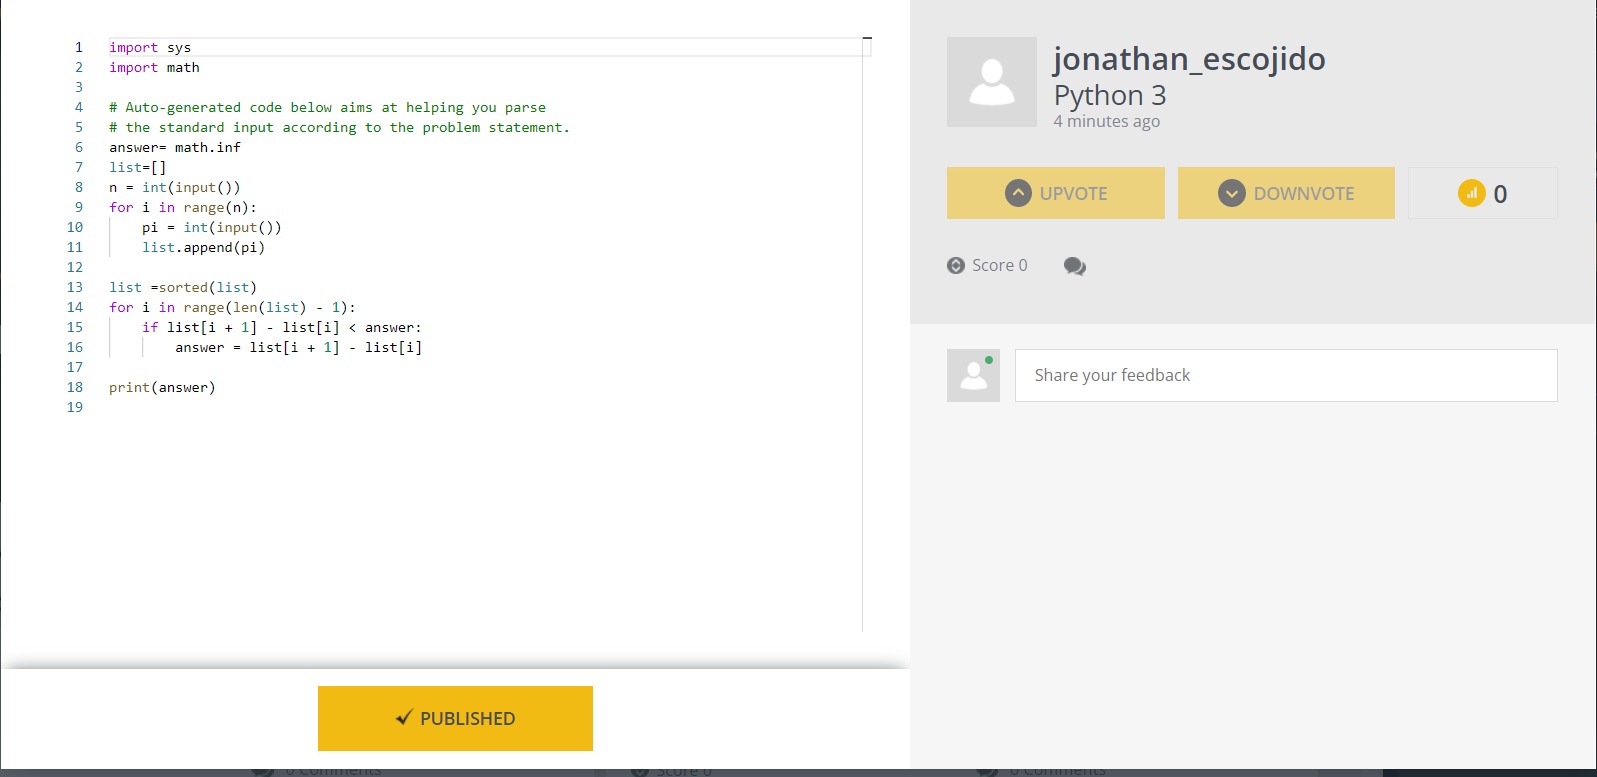 1 import sys
2 import math
3
4 # Auto-generated code below aims at helping you parse
5 # the standard input according to the problem statement.
6 answer= math.inf
7 list=[]
8 n = int(input())
9 for i in range(n):
10     pi = int(input())
11     list.append(pi)
12
13 list =sorted(list)
14 for i in range(len(list) - 1):
15     if list[i + 1] - list[i] < answer:
16         answer = list[i + 1] - list[i]
17
18 print(answer)
19
PUBLISHED
jonathan_escojido
Python 3
4 minutes ago
UPVOTE DOWNVOTE 0
Score 0
Share your feedback
0 Comments Score 0 0 Comments